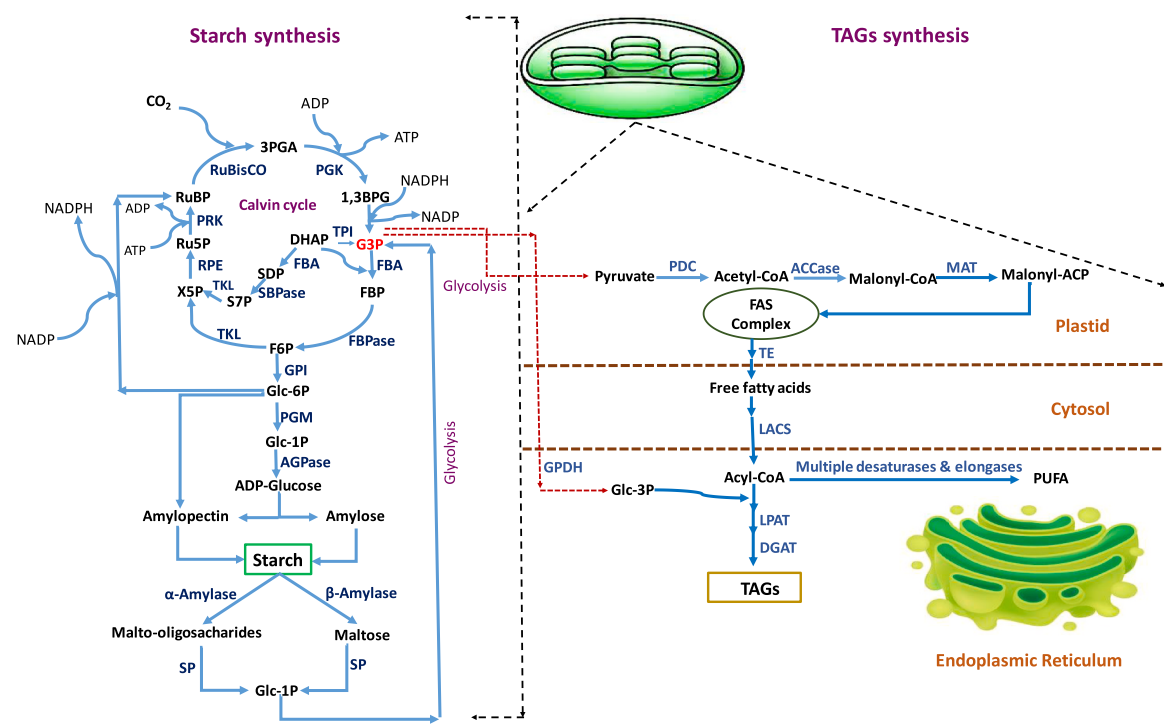 Starch synthesis
TAGs synthesis
CO₂
ADP
ATP
3PGA
RuBisCO
PGK
RuBP
1,3BPG
NADPH
NADP
NADPH
ADP
PRK
ATP
Calvin cycle
Ru5P
DHAP
TPI
G3P
RPE
FBA
FBA
SDP
SBPase
TKL
X5P
S7P
FBP
Glycolysis
NADP
TKL
FBPase
F6P
GPI
Glc-6P
PGM
Glc-1P
AGPase
ADP-Glucose
Amylopectin
Amylose
Starch
α-Amylase
β-Amylase
Malto-oligosacharides
Maltose
SP
SP
Glc-1P
Glycolysis
Pyruvate
PDC
Acetyl-CoA
ACCase
Malonyl-CoA
MAT
Malonyl-ACP
FAS
Complex
Plastid
TE
Free fatty acids
Cytosol
LACS
GPDH
Glc-3P
Acyl-CoA
Multiple desaturases & elongases
PUFA
LPAT
DGAT
TAGs
Endoplasmic Reticulum